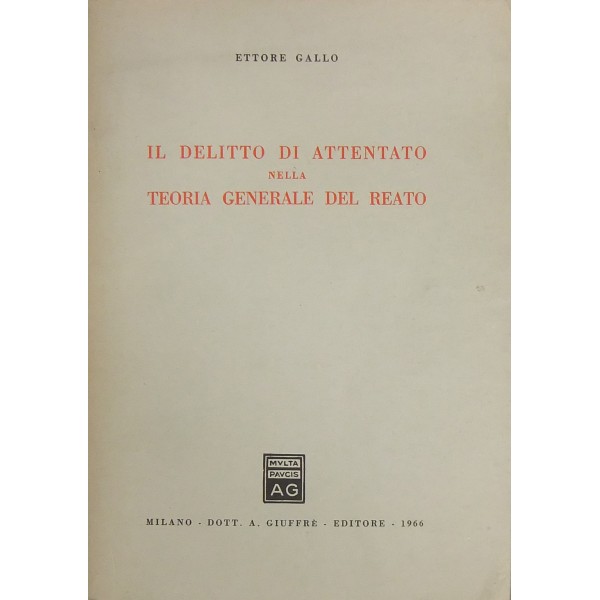 ETTORE GALLO
IL DELITTO DI ATTENTATO
NELLA
TEORIA GENERALE DEL REATO
MVLTA
PAVCIS
AG
MILANO - DOTT. A. GIUFFRÈ - EDITORE - 1966